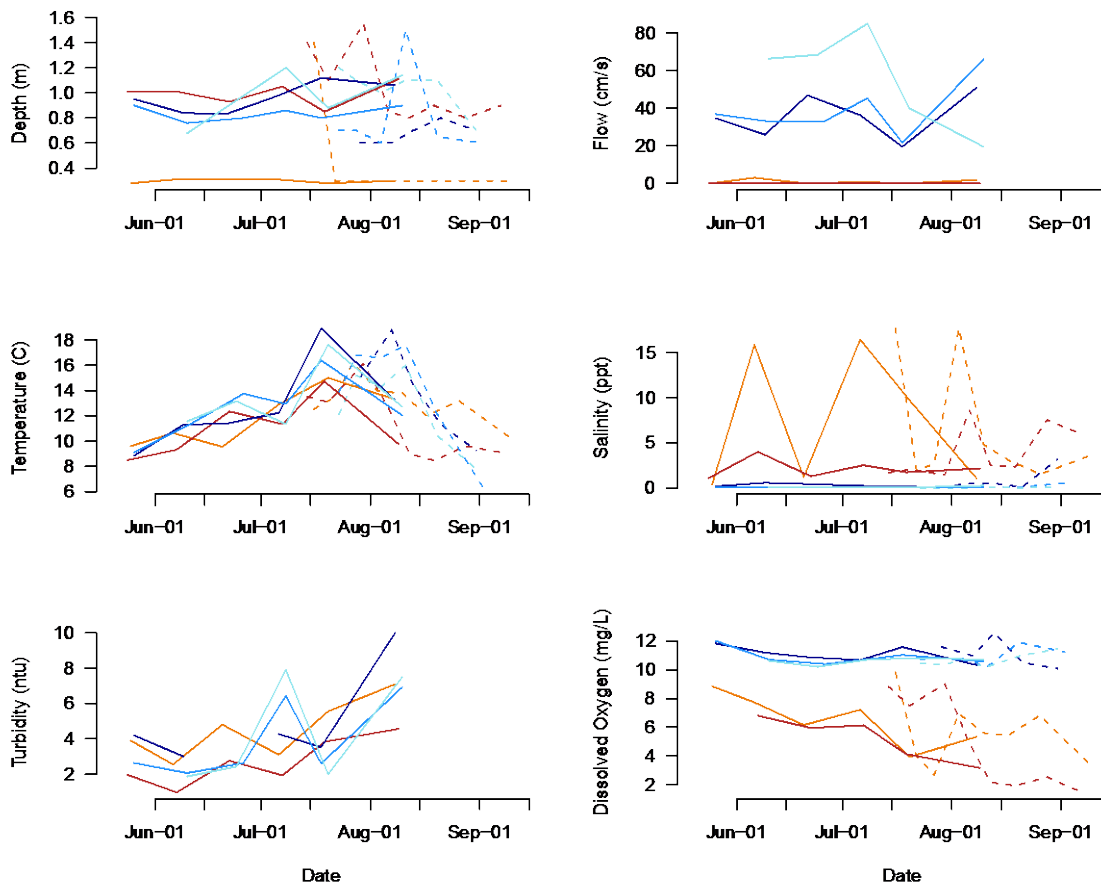 Depth (m)
1.6
1.4
1.2
1.0
0.8
0.6
0.4
Jun−01
Jul−01
Aug−01
Sep−01
Flow (cm/s)
80
60
40
20
0
Jun−01
Jul−01
Aug−01
Sep−01
Temperature (C)
18
16
14
12
10
8
6
Jun−01
Jul−01
Aug−01
Sep−01
Salinity (ppt)
15
10
5
0
Jun−01
Jul−01
Aug−01
Sep−01
Turbidity (ntu)
10
8
6
4
2
Jun−01
Jul−01
Aug−01
Sep−01
Date
Dissolved Oxygen (mg/L)
12
10
8
6
4
2
Jun−01
Jul−01
Aug−01
Sep−01
Date